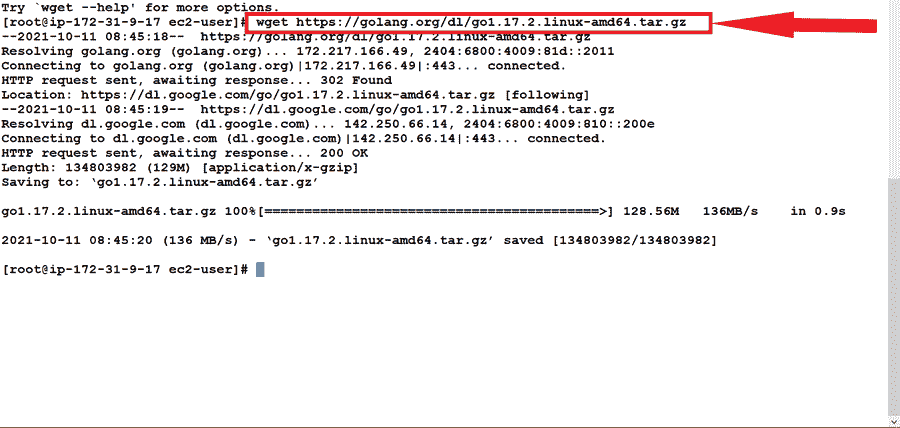 Try `wget --help' for more options.
[root@ip-172-31-9-17 ec2-user]# wget https://golang.org/dl/go1.17.2.linux-amd64.tar.gz
--2021-10-11 08:45:18--  https://golang.org/dl/go1.17.2.linux-amd64.tar.gz
Resolving golang.org (golang.org)... 172.217.166.49, 2404:6800:4009:81d::2011
Connecting to golang.org (golang.org)|172.217.166.49|:443... connected.
HTTP request sent, awaiting response... 302 Found
Location: https://dl.google.com/go/go1.17.2.linux-amd64.tar.gz [following]
--2021-10-11 08:45:19--  https://dl.google.com/go/go1.17.2.linux-amd64.tar.gz
Resolving dl.google.com (dl.google.com)... 142.250.66.14, 2404:6800:4009:810::200e
Connecting to dl.google.com (dl.google.com)|142.250.66.14|:443... connected.
HTTP request sent, awaiting response... 200 OK
Length: 134803982 (129M) [application/x-gzip]
Saving to: ‘go1.17.2.linux-amd64.tar.gz’
go1.17.2.linux-amd64.tar.gz 100%[==========================================>] 128.56M   136MB/s    in 0.9s
2021-10-11 08:45:20 (136 MB/s) - ‘go1.17.2.linux-amd64.tar.gz’ saved [134803982/134803982]
[root@ip-172-31-9-17 ec2-user]#